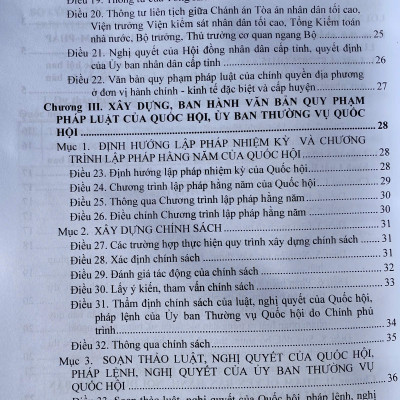 Điều 20. Thông tư liên tịch giữa Chánh án Tòa án nhân dân tối cao,
Viện trưởng Viện kiểm sát nhân dân tối cao, Tổng Kiểm toán
nhà nước, Bộ trưởng, Thủ trưởng cơ quan ngang Bộ 25
Điều 21. Nghị quyết của Hội đồng nhân dân cấp tỉnh, quyết định
của Ủy ban nhân dân cấp tỉnh 26
Điều 22. Văn bản quy phạm pháp luật của chính quyền địa phương
ở đơn vị hành chính - kinh tế đặc biệt và cấp huyện 27
Chương III. XÂY DỰNG, BAN HÀNH VĂN BẢN QUY PHẠM
PHÁP LUẬT CỦA QUỐC HỘI, ỦY BAN THƯỜNG VỤ QUỐC
HỘI 28
Mục 1. ĐỊNH HƯỚNG LẬP PHÁP NHIỆM KỲ VÀ CHƯƠNG
TRÌNH LẬP PHÁP HẰNG NĂM CỦA QUỐC HỘI 28
Điều 23. Định hướng lập pháp nhiệm kỳ của Quốc hội 28
Điều 24. Chương trình lập pháp hằng năm của Quốc hội 29
Điều 25. Thông qua Chương trình lập pháp hằng năm 30
Điều 26. Điều chỉnh Chương trình lập pháp hằng năm 30
Mục 2. XÂY DỰNG CHÍNH SÁCH 31
Điều 27. Các trường hợp thực hiện quy trình xây dựng chính sách 31
Điều 28. Xác định chính sách 31
Điều 29. Đánh giá tác động của chính sách 32
Điều 30. Lấy ý kiến, tham vấn chính sách 33
Điều 31. Thẩm định chính sách của luật, nghị quyết của Quốc hội,
pháp lệnh của Ủy ban Thường vụ Quốc hội do Chính phủ
trình 34
Điều 32. Thông qua chính sách 35
Mục 3. SOẠN THẢO LUẬT, NGHỊ QUYẾT CỦA QUỐC HỘI,
PHÁP LỆNH, NGHỊ QUYẾT CỦA ỦY BAN THƯỜNG VỤ
QUỐC HỘI 36
Soạn thảo luật, nghị quyết của Quốc hội, pháp lệnh, nghị